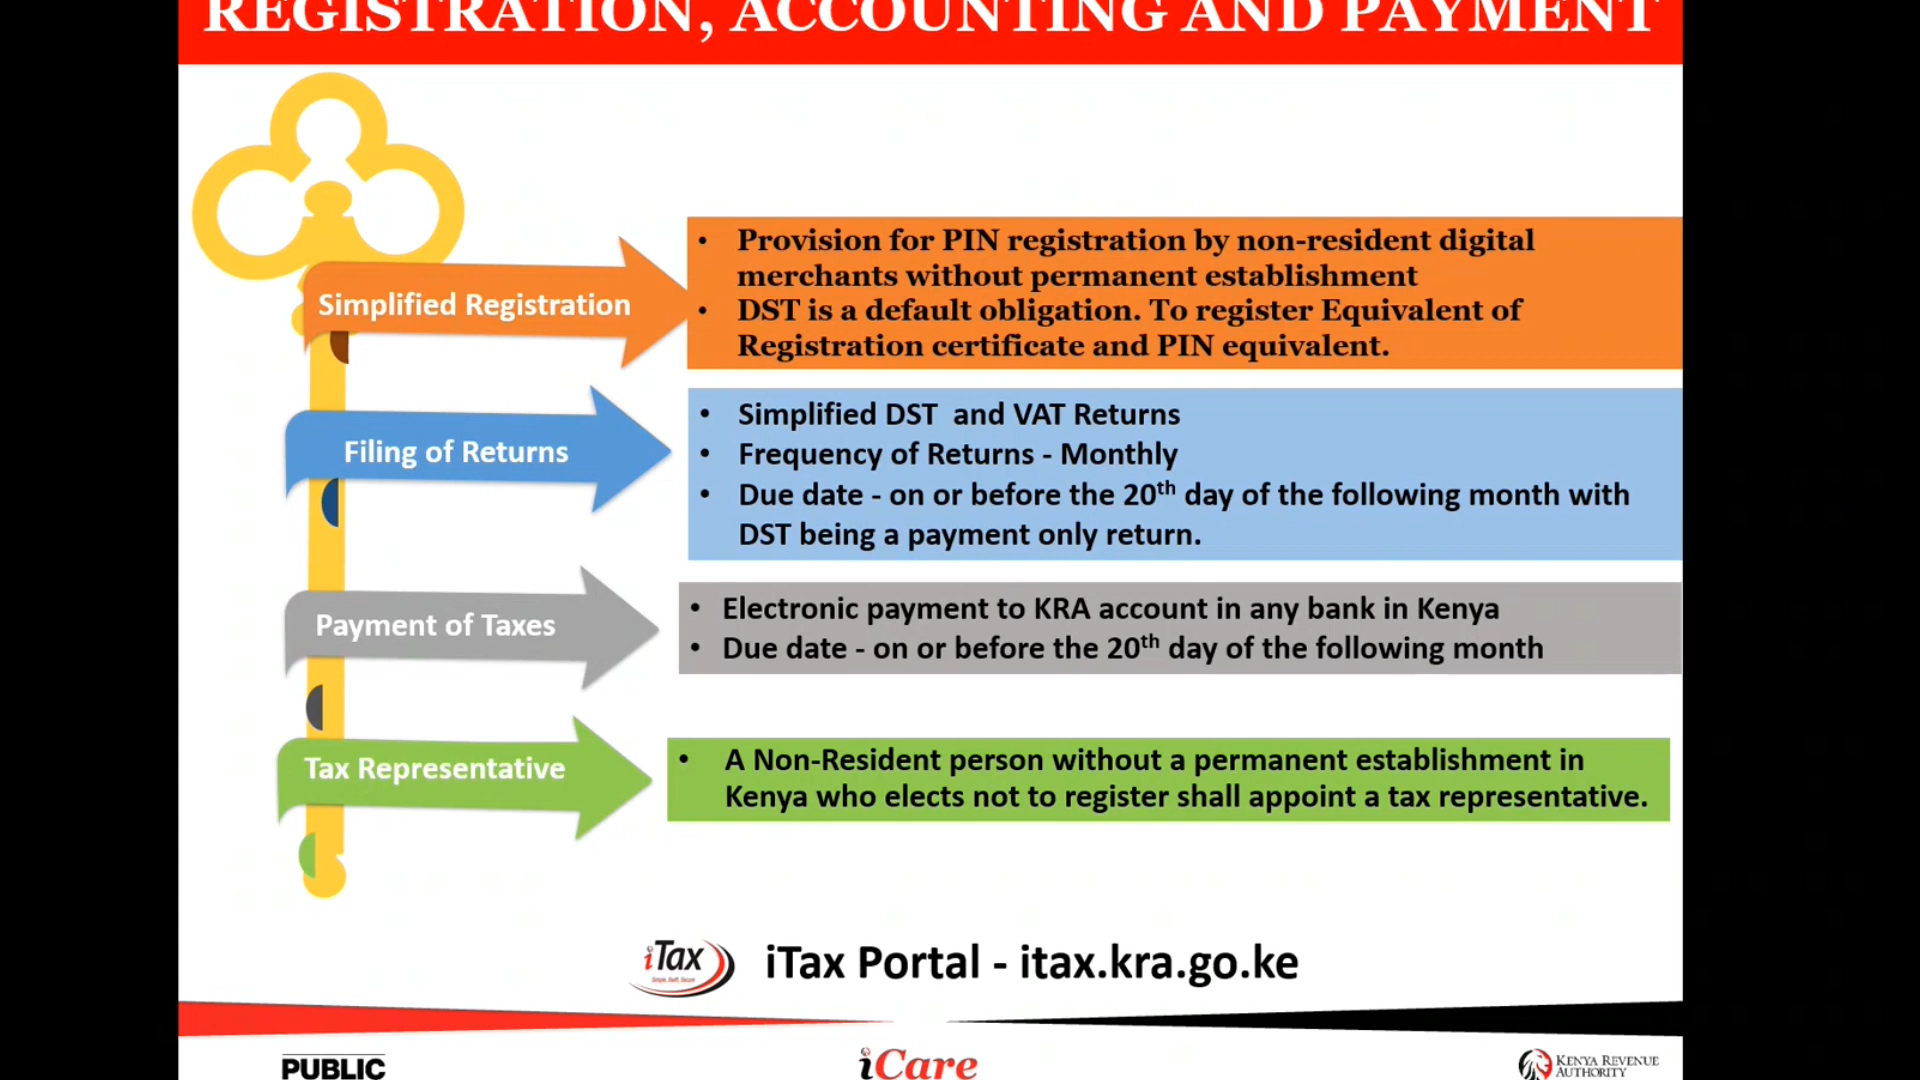 REGISTRATION, ACCOUNTING AND PAYMENT
Simplified Registration
• Provision for PIN registration by non-resident digital
merchants without permanent establishment
• DST is a default obligation. To register Equivalent of
Registration certificate and PIN equivalent.
Filing of Returns
• Simplified DST and VAT Returns
• Frequency of Returns - Monthly
• Due date - on or before the 20th day of the following month with
DST being a payment only return.
Payment of Taxes
• Electronic payment to KRA account in any bank in Kenya
• Due date - on or before the 20th day of the following month
Tax Representative
• A Non-Resident person without a permanent establishment in
Kenya who elects not to register shall appoint a tax representative.
iTax
Simple, Swift, Secure
iTax Portal - itax.kra.go.ke
PUBLIC
iCare
KENYA REVENUE
AUTHORITY